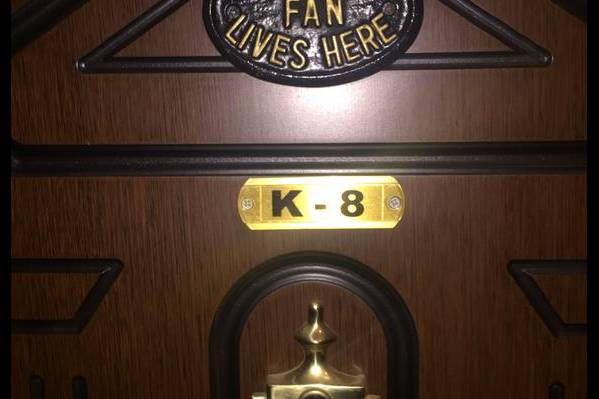 FAN
LIVES HERE
K - 8